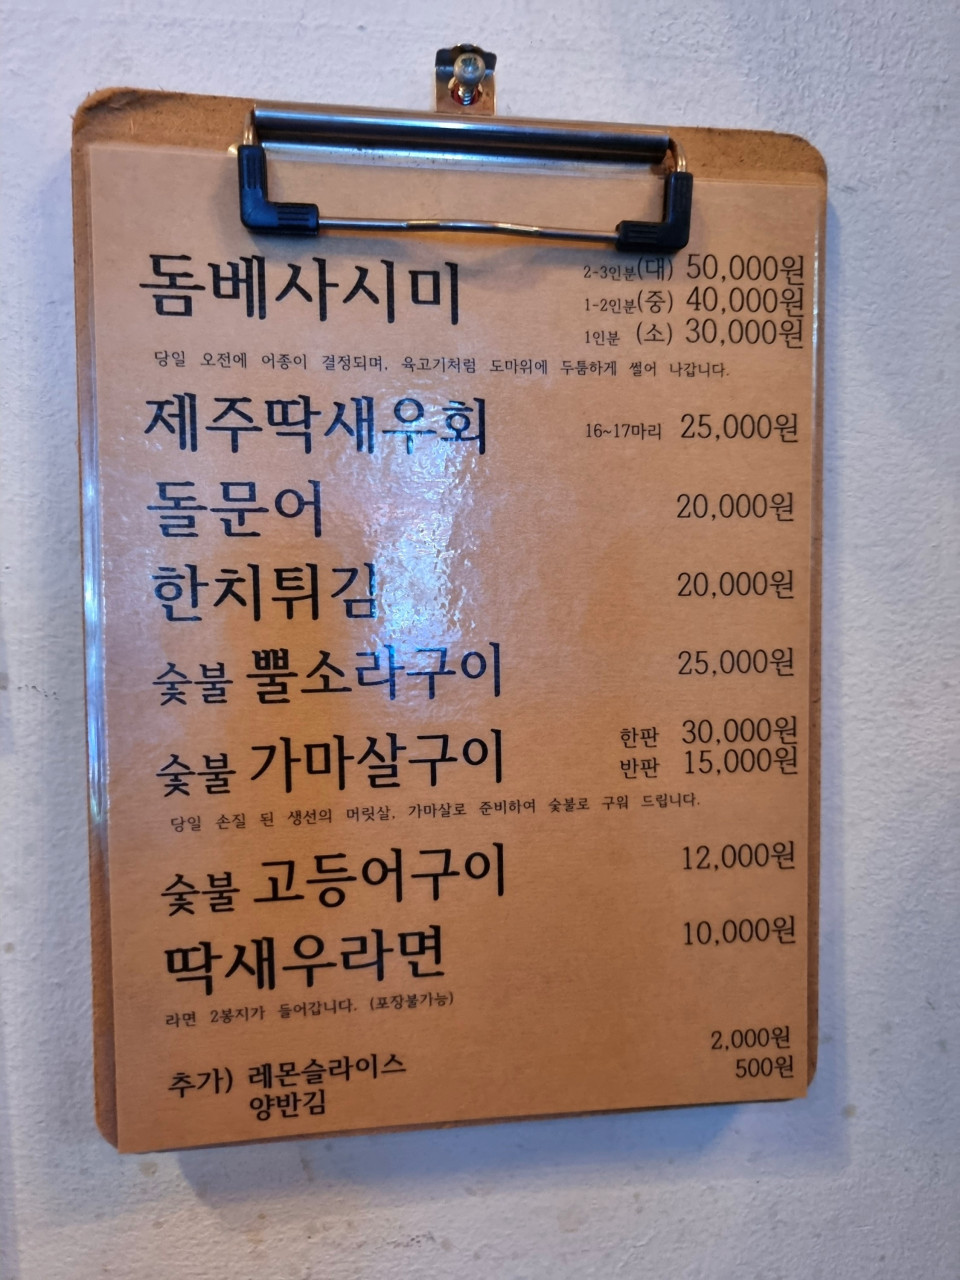 돔베사시미 2-3인분(대) 50,000원
1-2인분(중) 40,000원
1인분 (소) 30,000원
당일 오전에 어종이 결정되며, 육고기처럼 도마위에 두툼하게 썰어 나갑니다.
제주딱새우회 16~17마리 25,000원
돌문어 20,000원
한치튀김 20,000원
숯불 뿔소라구이 25,000원
숯불 가마살구이 한판 30,000원
반판 15,000원
당일 손질 된 생선의 머릿살, 가마살로 준비하여 숯불로 구워 드립니다.
숯불 고등어구이 12,000원
딱새우라면 10,000원
라면 2봉지가 들어갑니다. (포장불가능)
추가) 레몬슬라이스 2,000원
양반김 500원